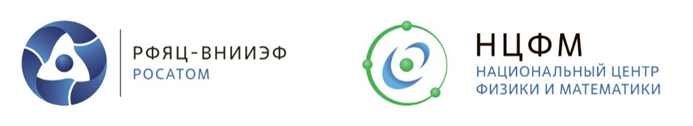 РФЯЦ-ВНИИЭФ
РОСАТОМ
НЦФМ
НАЦИОНАЛЬНЫЙ ЦЕНТР
ФИЗИКИ И МАТЕМАТИКИ